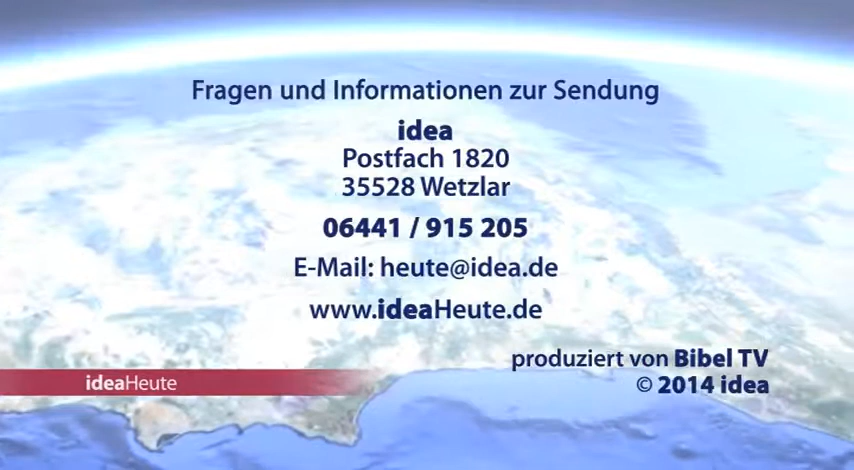 Fragen und Informationen zur Sendung
idea
Postfach 1820
35528 Wetzlar
06441 / 915 205
E-Mail: heute@idea.de
www.ideaHeute.de
produziert von Bibel TV
© 2014 idea
ideaHeute